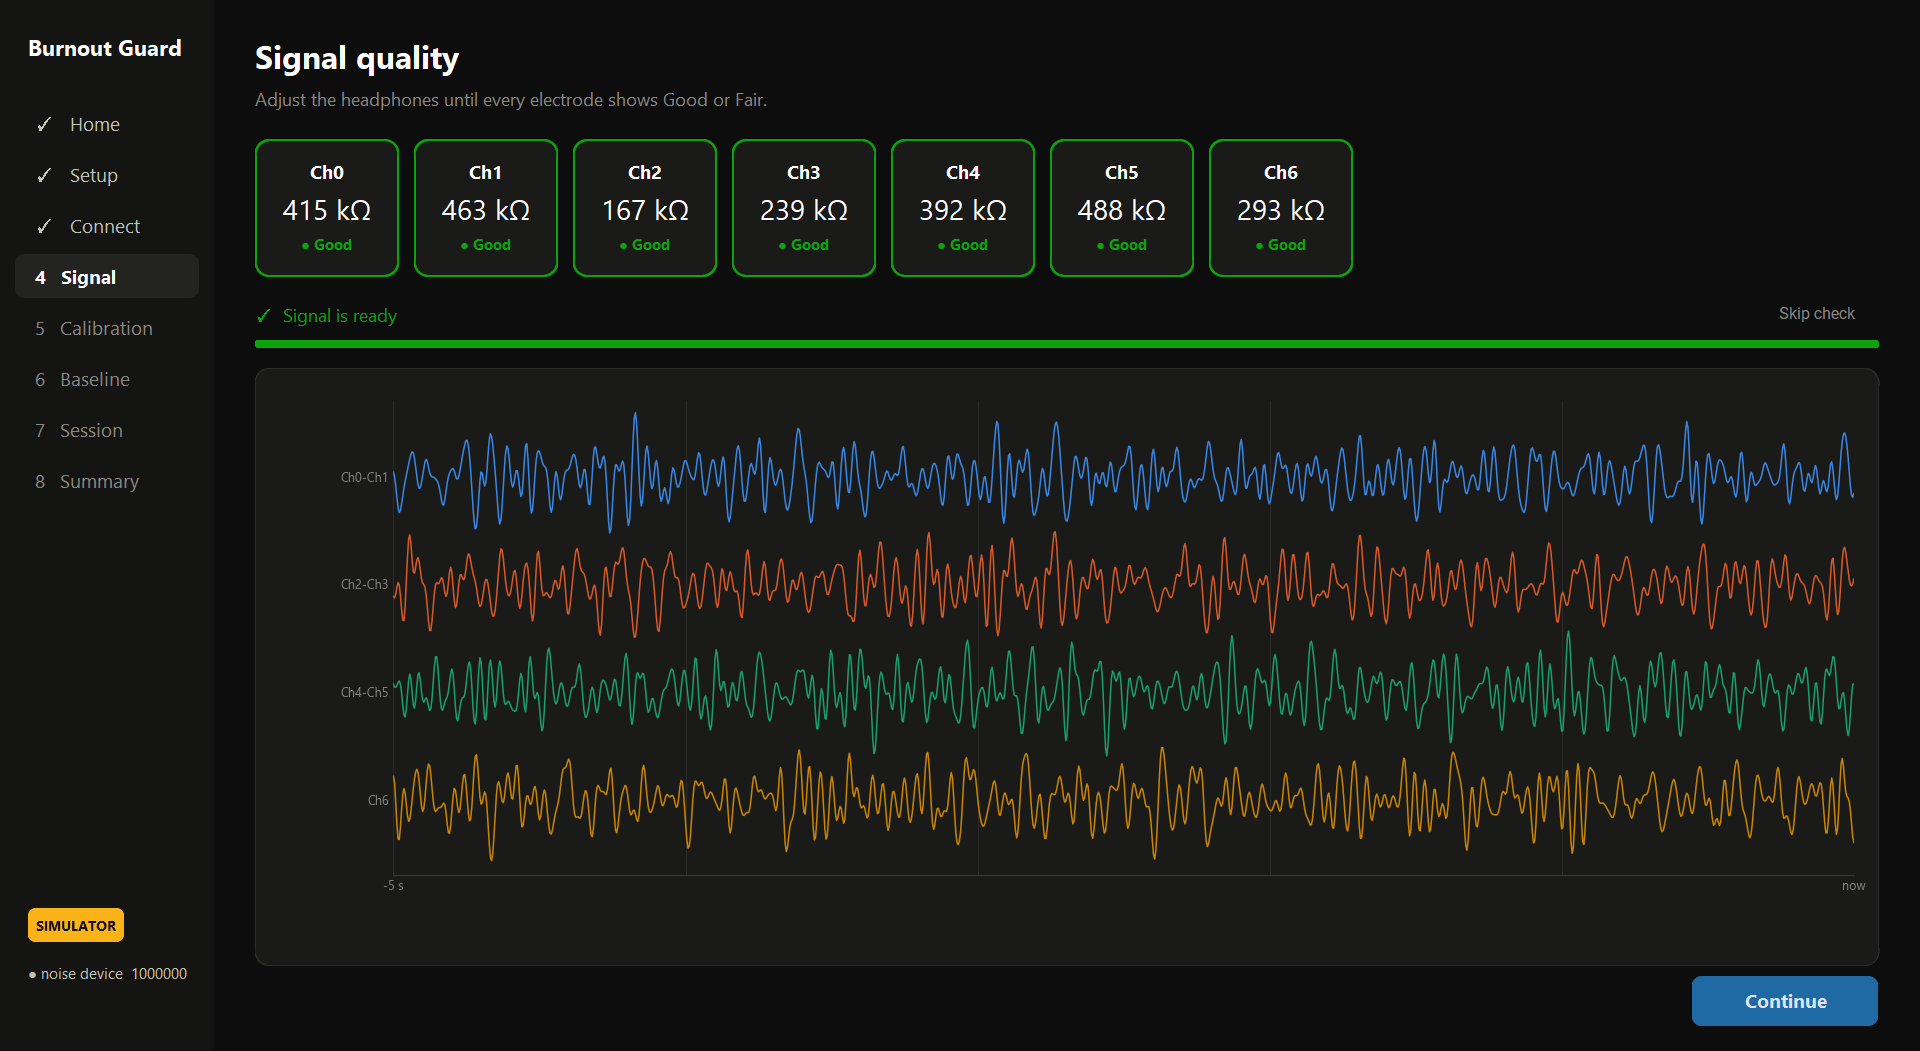 Burnout Guard
✓ Home
✓ Setup
✓ Connect
4 Signal
5 Calibration
6 Baseline
7 Session
8 Summary
SIMULATOR
● noise device 1000000
Signal quality
Adjust the headphones until every electrode shows Good or Fair.
Ch0
415 kΩ
● Good
Ch1
463 kΩ
● Good
Ch2
167 kΩ
● Good
Ch3
239 kΩ
● Good
Ch4
392 kΩ
● Good
Ch5
488 kΩ
● Good
Ch6
293 kΩ
● Good
✓ Signal is ready
Skip check
Ch0-Ch1
Ch2-Ch3
Ch4-Ch5
Ch6
-5 s
now
Continue